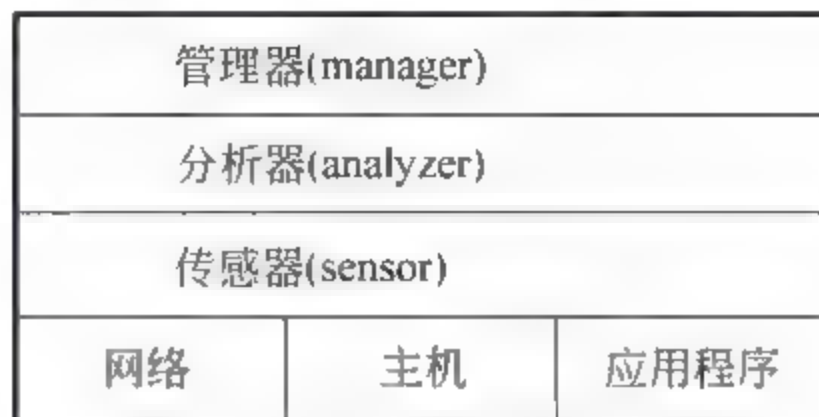 管理器(manager)
分析器(analyzer)
传感器(sensor)
网络 主机 应用程序